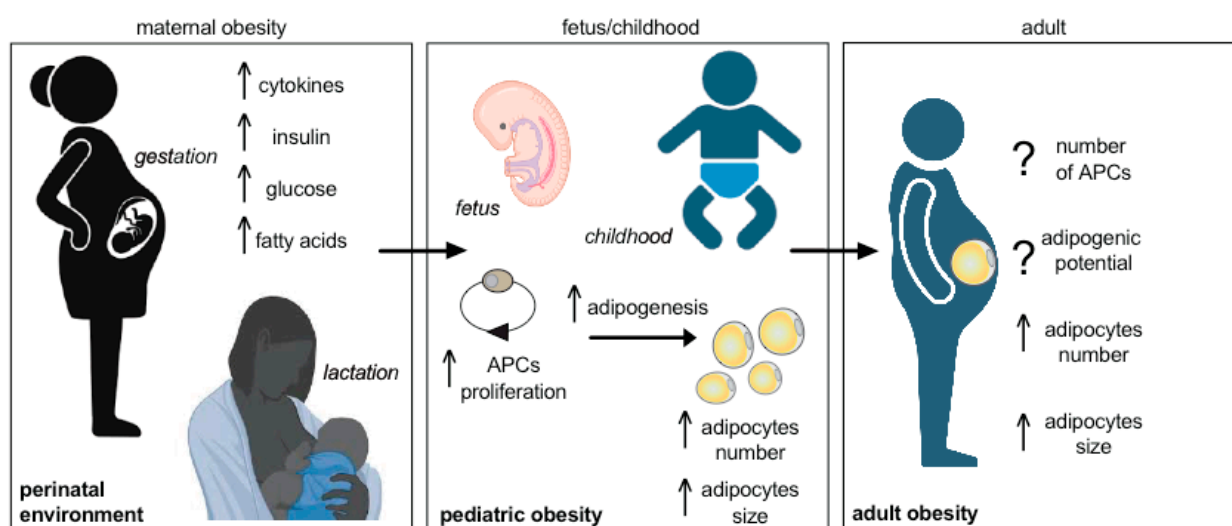 maternal obesity
cytokines
insulin
gestation
glucose
fatty acids
lactation
perinatal
environment
fetus/childhood
fetus
childhood
adipogenesis
APCs
proliferation
adipocytes
number
adipocytes
size
pediatric obesity
adult
? number
of APCs
? adipogenic
potential
adipocytes
number
adipocytes
size
adult obesity